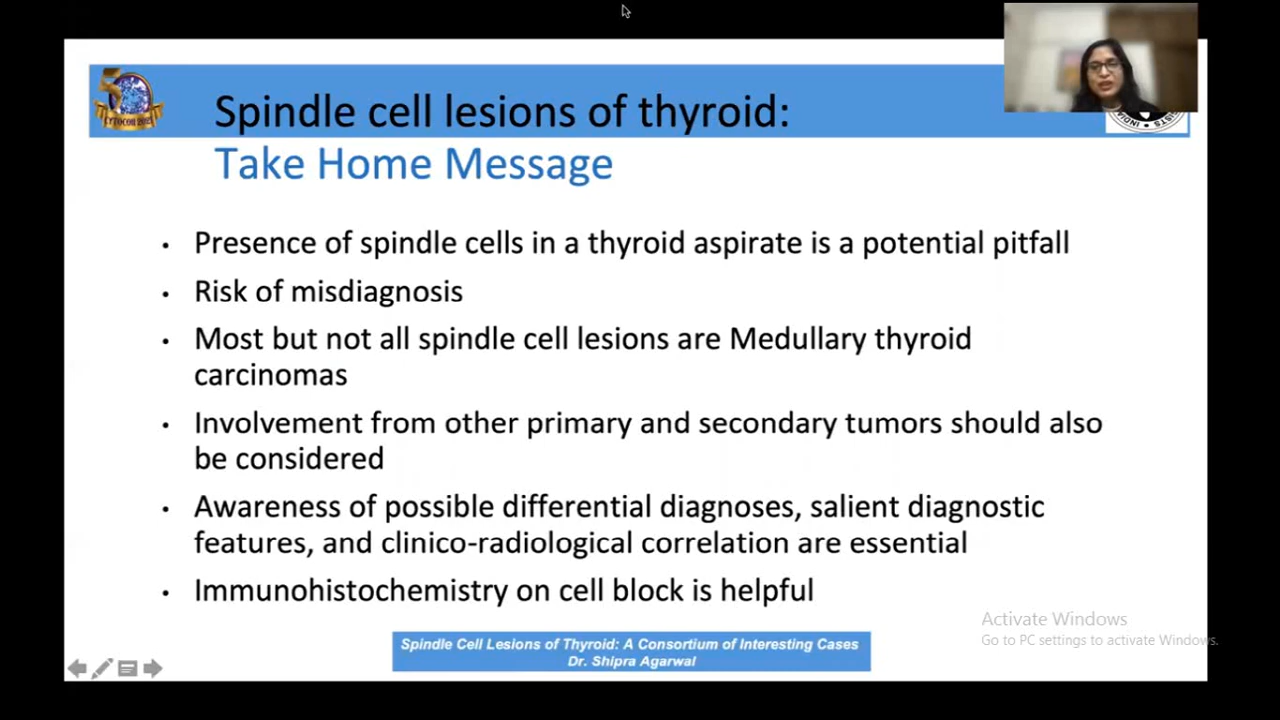 Spindle cell lesions of thyroid:
Take Home Message
• Presence of spindle cells in a thyroid aspirate is a potential pitfall
• Risk of misdiagnosis
• Most but not all spindle cell lesions are Medullary thyroid
carcinomas
• Involvement from other primary and secondary tumors should also
be considered
• Awareness of possible differential diagnoses, salient diagnostic
features, and clinico-radiological correlation are essential
• Immunohistochemistry on cell block is helpful
Activate Windows
Go to PC settings to activate Windows.
Spindle Cell Lesions of Thyroid: A Consortium of Interesting Cases
Dr. Shipra Agarwal